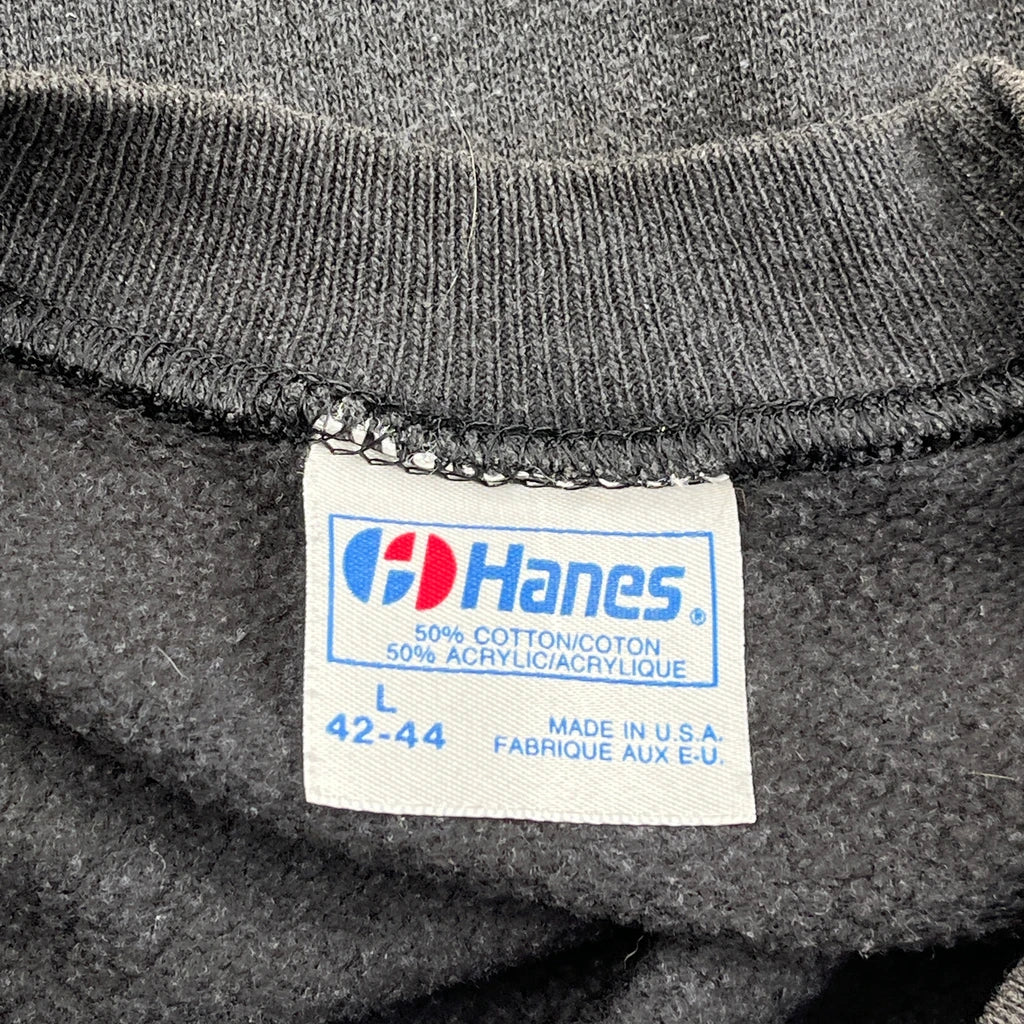 Hanes®
50% COTTON/COTON
50% ACRYLIC/ACRYLIQUE
L
42-44
MADE IN U.S.A.
FABRIQUE AUX E-U.